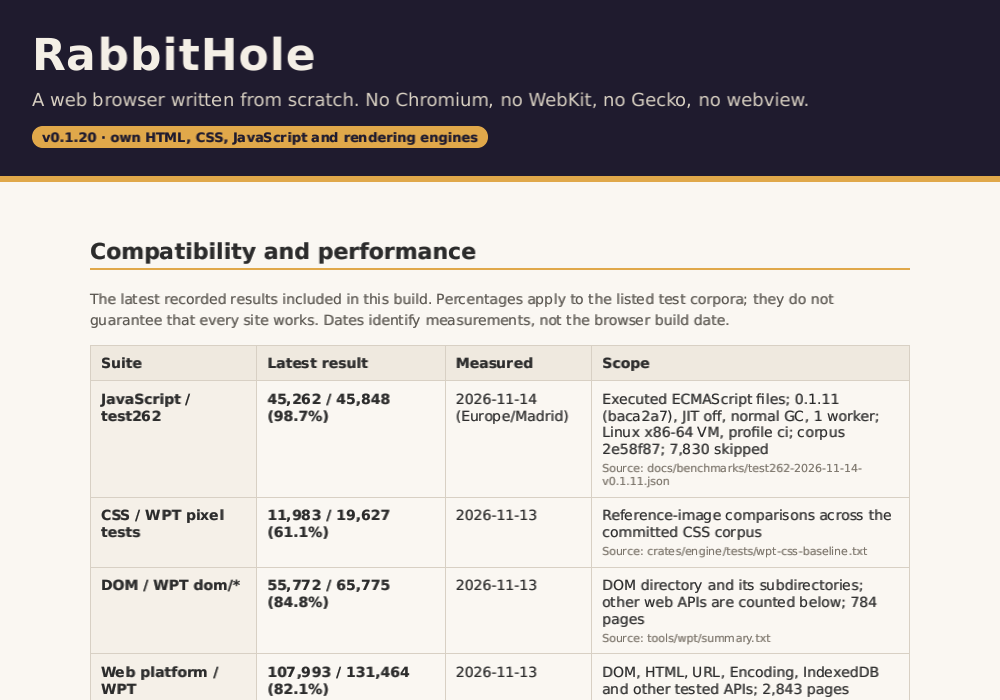 RabbitHole
A web browser written from scratch. No Chromium, no WebKit, no Gecko, no webview.
v0.1.20 · own HTML, CSS, JavaScript and rendering engines
Compatibility and performance
The latest recorded results included in this build. Percentages apply to the listed test corpora; they do not
guarantee that every site works. Dates identify measurements, not the browser build date.
Suite
Latest result
Measured
Scope
JavaScript /
test262
45,262 / 45,848
(98.7%)
2026-11-14
(Europe/Madrid)
Executed ECMAScript files; 0.1.11
(baca2a7), JIT off, normal GC, 1 worker;
Linux x86-64 VM, profile ci; corpus
2e58f87; 7,830 skipped
Source: docs/benchmarks/test262-2026-11-14-
v0.1.11.json
CSS / WPT pixel
tests
11,983 / 19,627
(61.1%)
2026-11-13
Reference-image comparisons across the
committed CSS corpus
Source: crates/engine/tests/wpt-css-baseline.txt
DOM / WPT dom/*
55,772 / 65,775
(84.8%)
2026-11-13
DOM directory and its subdirectories;
other web APIs are counted below; 784
pages
Source: tools/wpt/summary.txt
Web platform /
WPT
107,993 / 131,464
(82.1%)
2026-11-13
DOM, HTML, URL, Encoding, IndexedDB
and other tested APIs; 2,843 pages